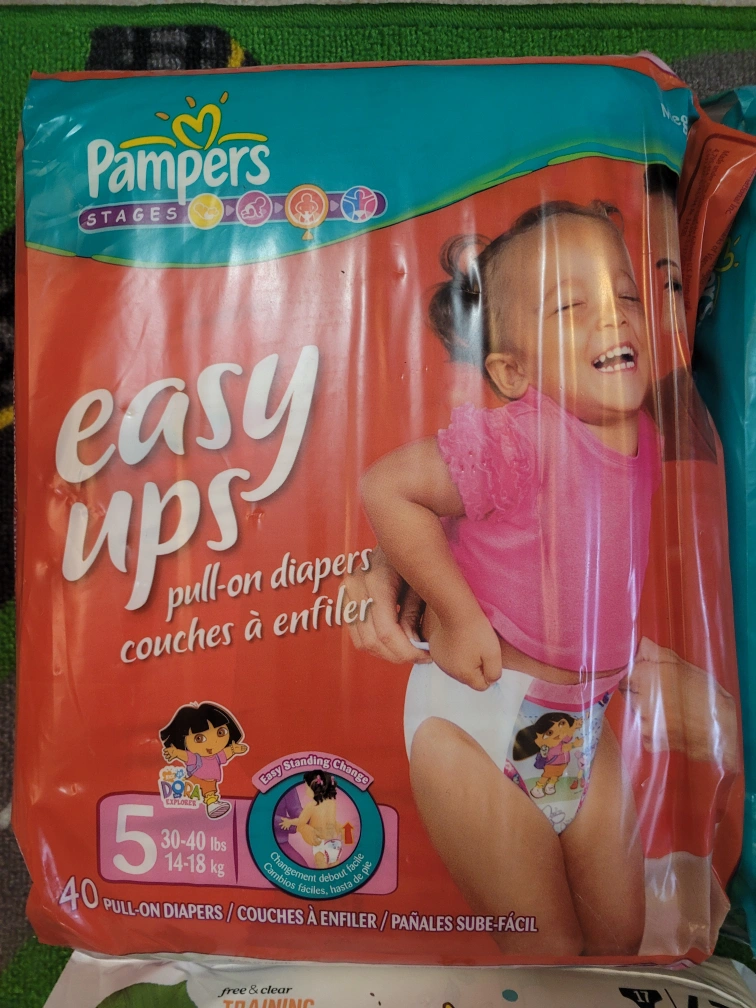 Pampers
STAGES
easy
ups
pull-on diapers
couches à enfiler
DORA
EXPLORER
5
30-40 lbs
14-18 kg
Easy Standing Change
Changement debout facile
Cambios fáciles, hasta de pie
40 PULL-ON DIAPERS / COUCHES À ENFILER / PAÑALES SUBE-FÁCIL
free & clear
TRAINING
17